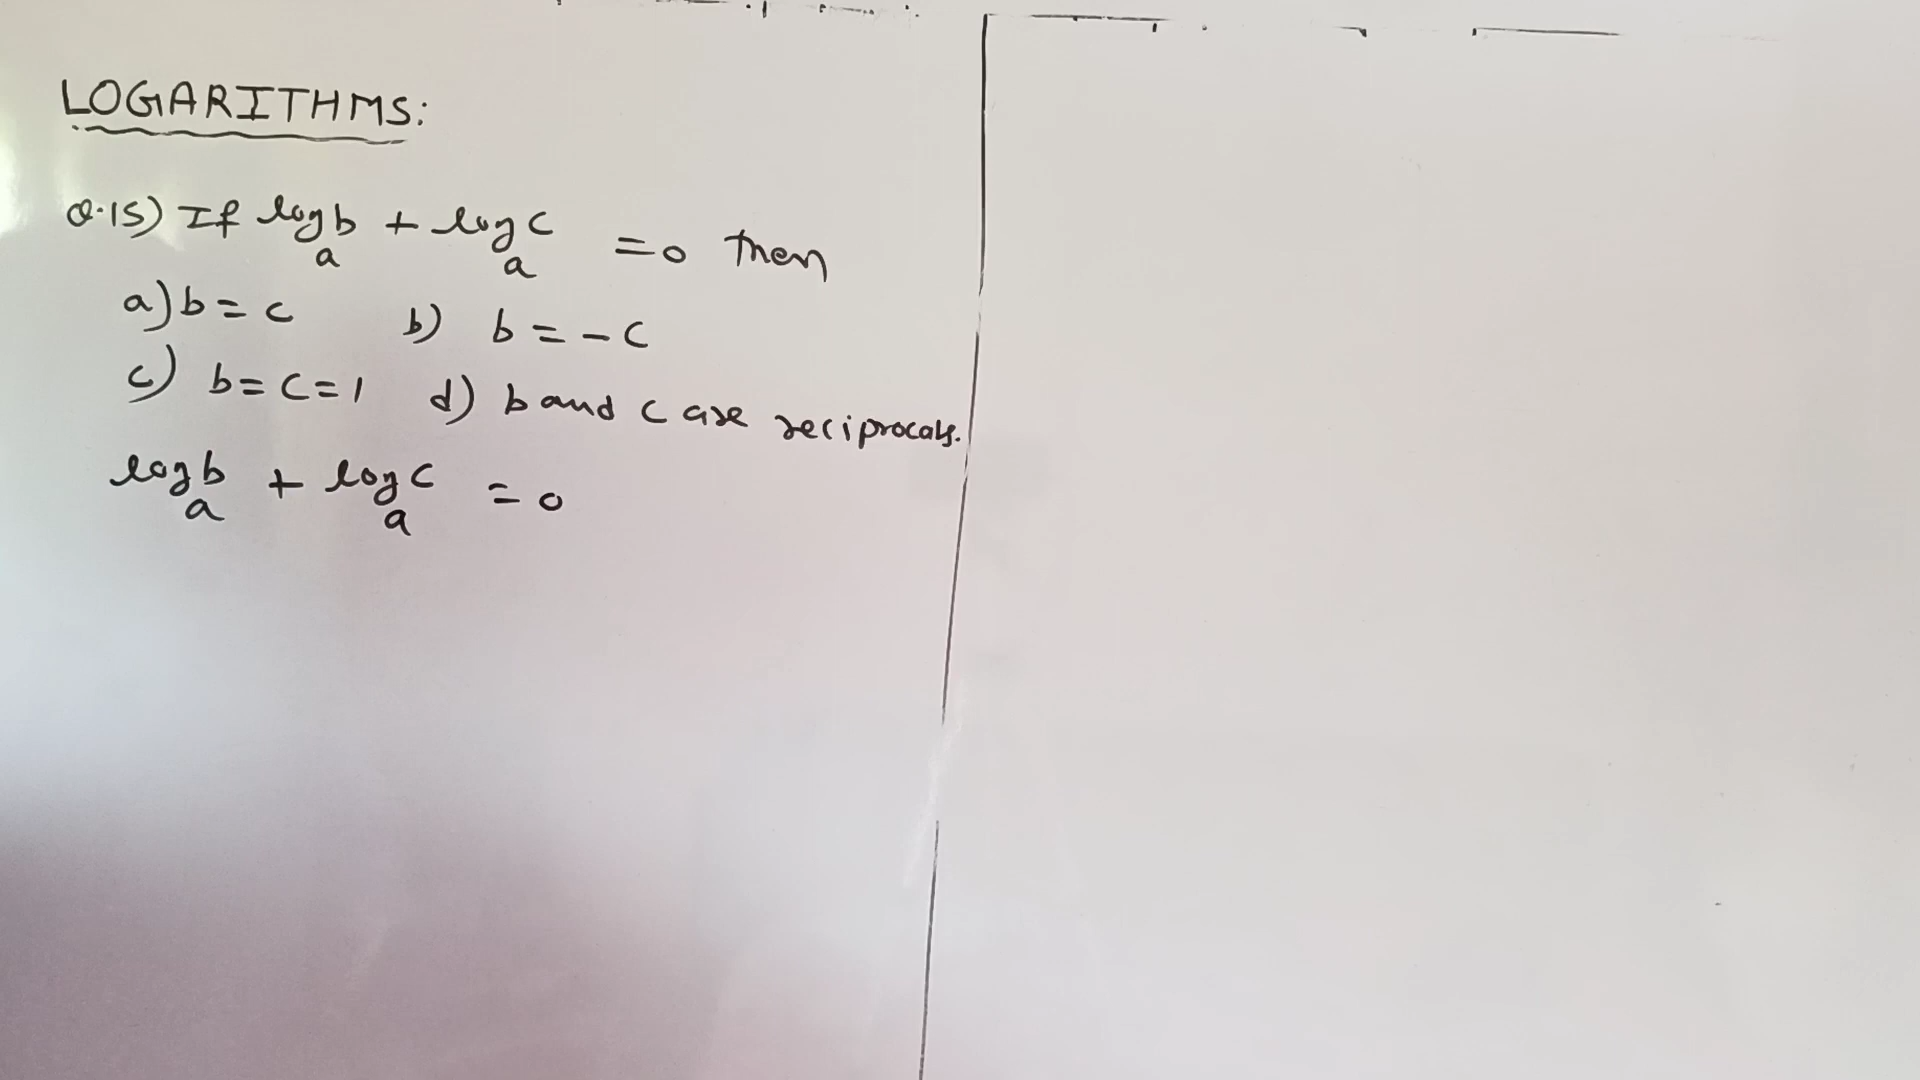 LOGARITHMS:
Q.15) If log_a b + log_a c = 0 then
a) b = c b) b = - c
c) b = c = 1 d) b and c are reciprocals.
log_a b + log_a c = 0